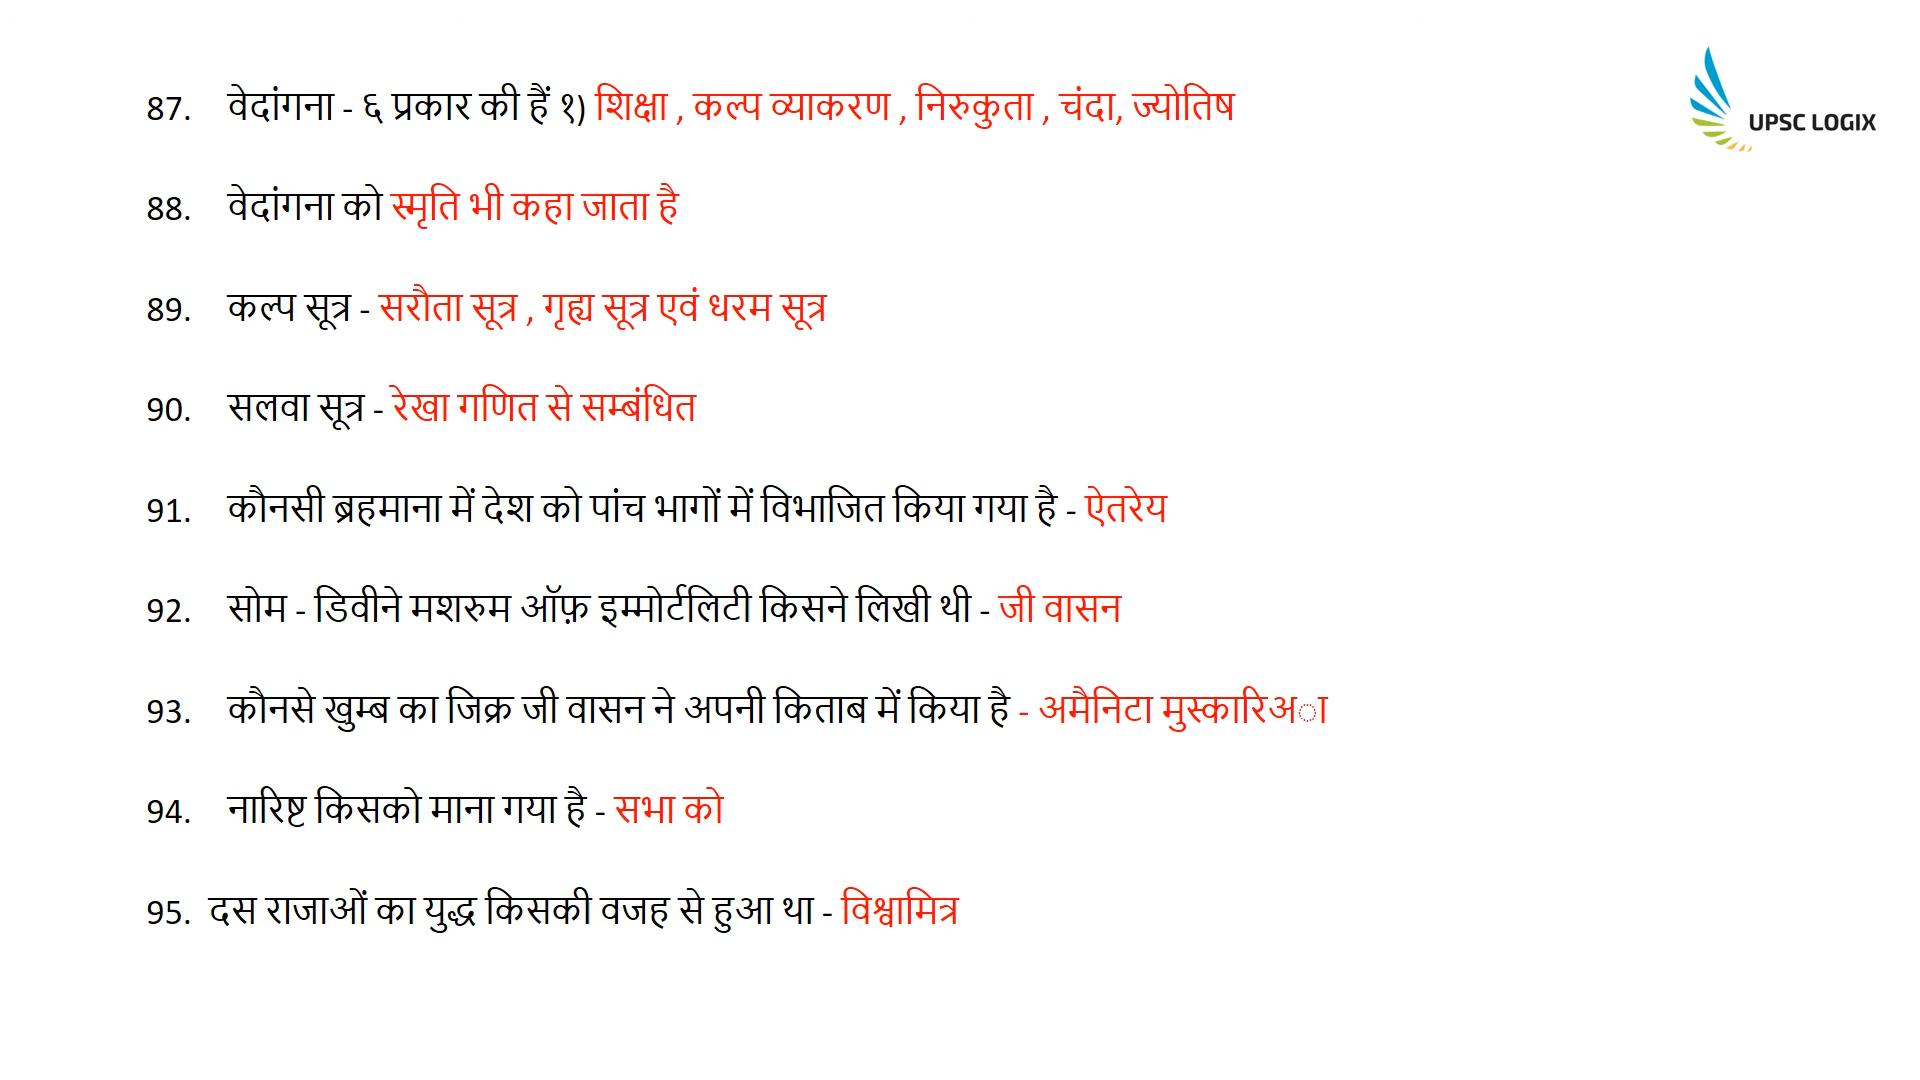 UPSC LOGIX
87. वेदांगना - ६ प्रकार की हैं १) शिक्षा , कल्प व्याकरण , निरुकुता , चंदा, ज्योतिष
88. वेदांगना को स्मृति भी कहा जाता है
89. कल्प सूत्र - सरौता सूत्र , गृह्य सूत्र एवं धरम सूत्र
90. सलवा सूत्र - रेखा गणित से सम्बंधित
91. कौनसी ब्रहमाना में देश को पांच भागों में विभाजित किया गया है - ऐतरेय
92. सोम - डिवीने मशरुम ऑफ़ इम्मोर्टलिटी किसने लिखी थी - जी वासन
93. कौनसे खुम्ब का जिक्र जी वासन ने अपनी किताब में किया है - अमैनिटा मुस्कारिअा
94. नारिष्ट किसको माना गया है - सभा को
95. दस राजाओं का युद्ध किसकी वजह से हुआ था - विश्वामित्र